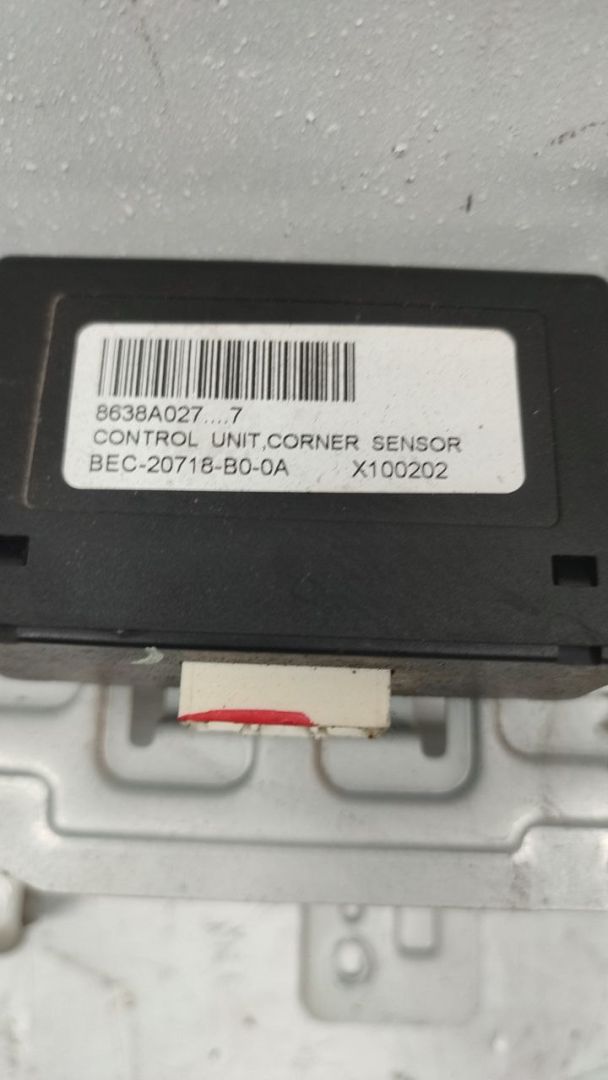 8638A027....7
CONTROL UNIT,CORNER SENSOR
BEC-20718-B0-0A X100202